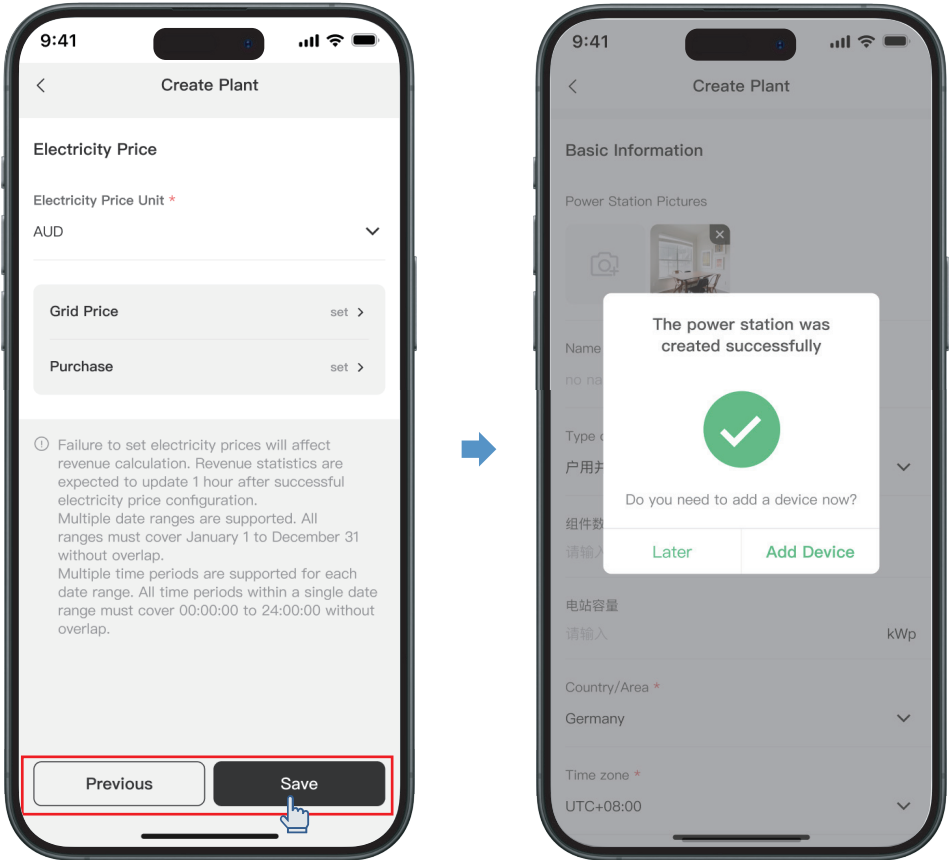 9:41
Create Plant
Electricity Price
Electricity Price Unit *
AUD
Grid Price
set
Purchase
set
Failure to set electricity prices will affect
revenue calculation. Revenue statistics are
expected to update 1 hour after successful
electricity price configuration.
Multiple date ranges are supported. All
ranges must cover January 1 to December 31
without overlap.
Multiple time periods are supported for each
date range. All time periods within a single date
range must cover 00:00:00 to 24:00:00 without
overlap.
Previous
Save
9:41
Create Plant
Basic Information
Power Station Pictures
The power station was
created successfully
Name
no na
Type
户用并
Do you need to add a device now?
组件数
请输入
Later
Add Device
电站容量
请输入
kWp
Country/Area *
Germany
Time zone *
UTC+08:00